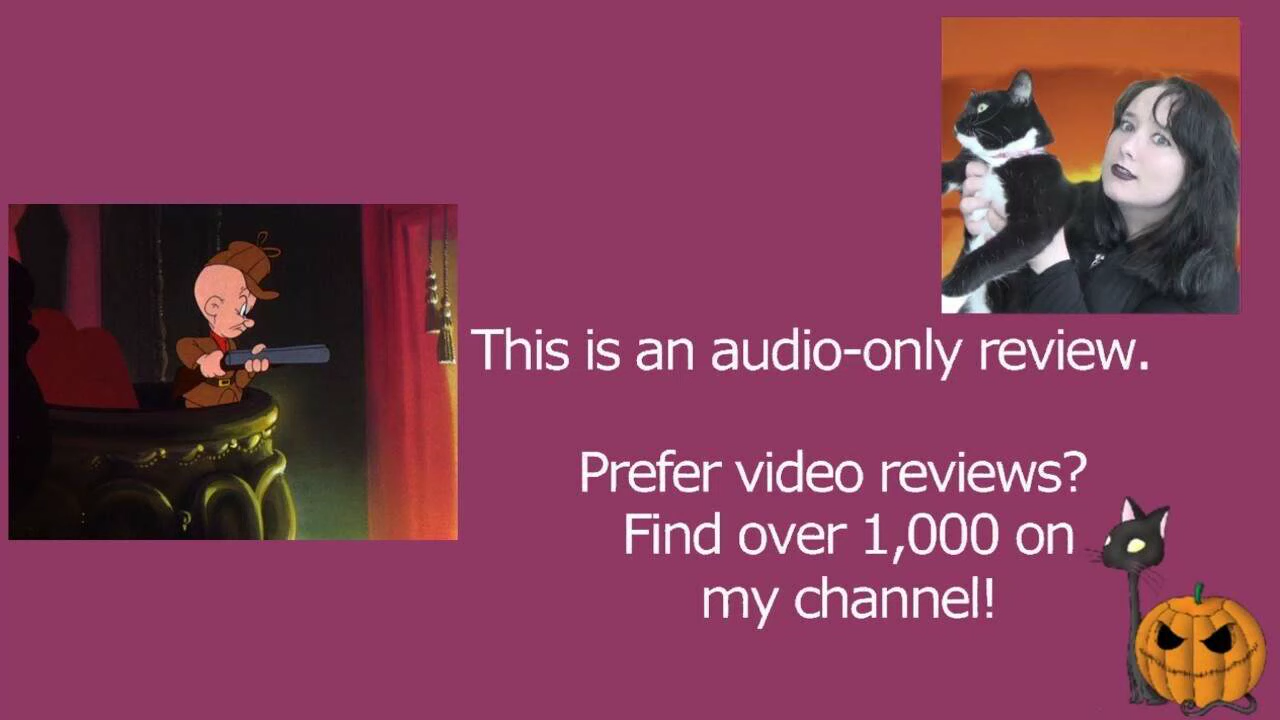 This is an audio-only review.
Prefer video reviews?
Find over 1,000 on
my channel!